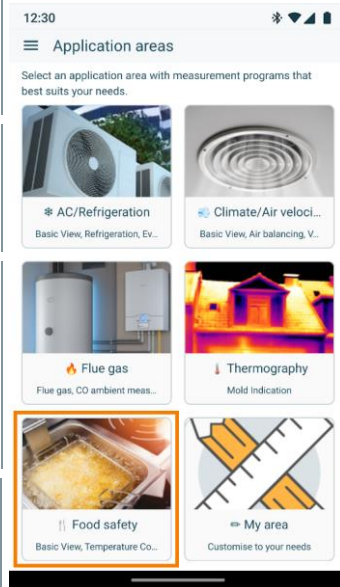 12:30
Application areas
Select an application area with measurement programs that
best suits your needs.
AC/Refrigeration
Climate/Air veloci...
Basic View, Refrigeration, Ev...
Basic View, Air balancing, V...
Flue gas
Thermography
Flue gas, CO ambient meas...
Mold Indication
Food safety
My area
Basic View, Temperature Co...
Customise to your needs